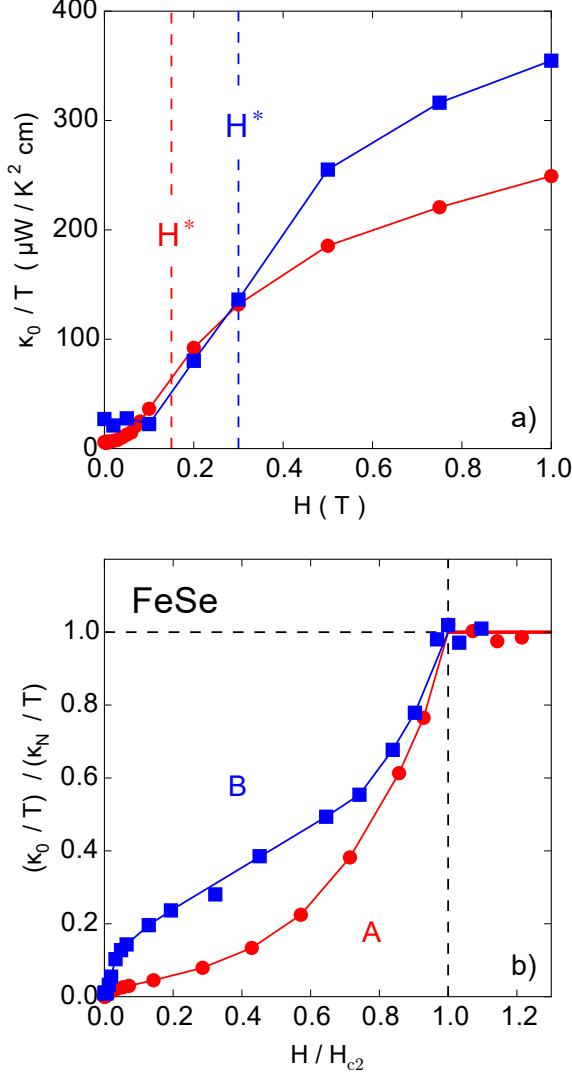 400
300
200
100
0
κ₀ / T ( µW / K² cm)
H*
H*
a)
0.0 0.2 0.4 0.6 0.8 1.0
H ( T )
FeSe
1.0
0.8
0.6
0.4
0.2
0.0
(κ₀ / T) / (κ_N / T)
B
A
b)
0.0 0.2 0.4 0.6 0.8 1.0 1.2
H / H_c2